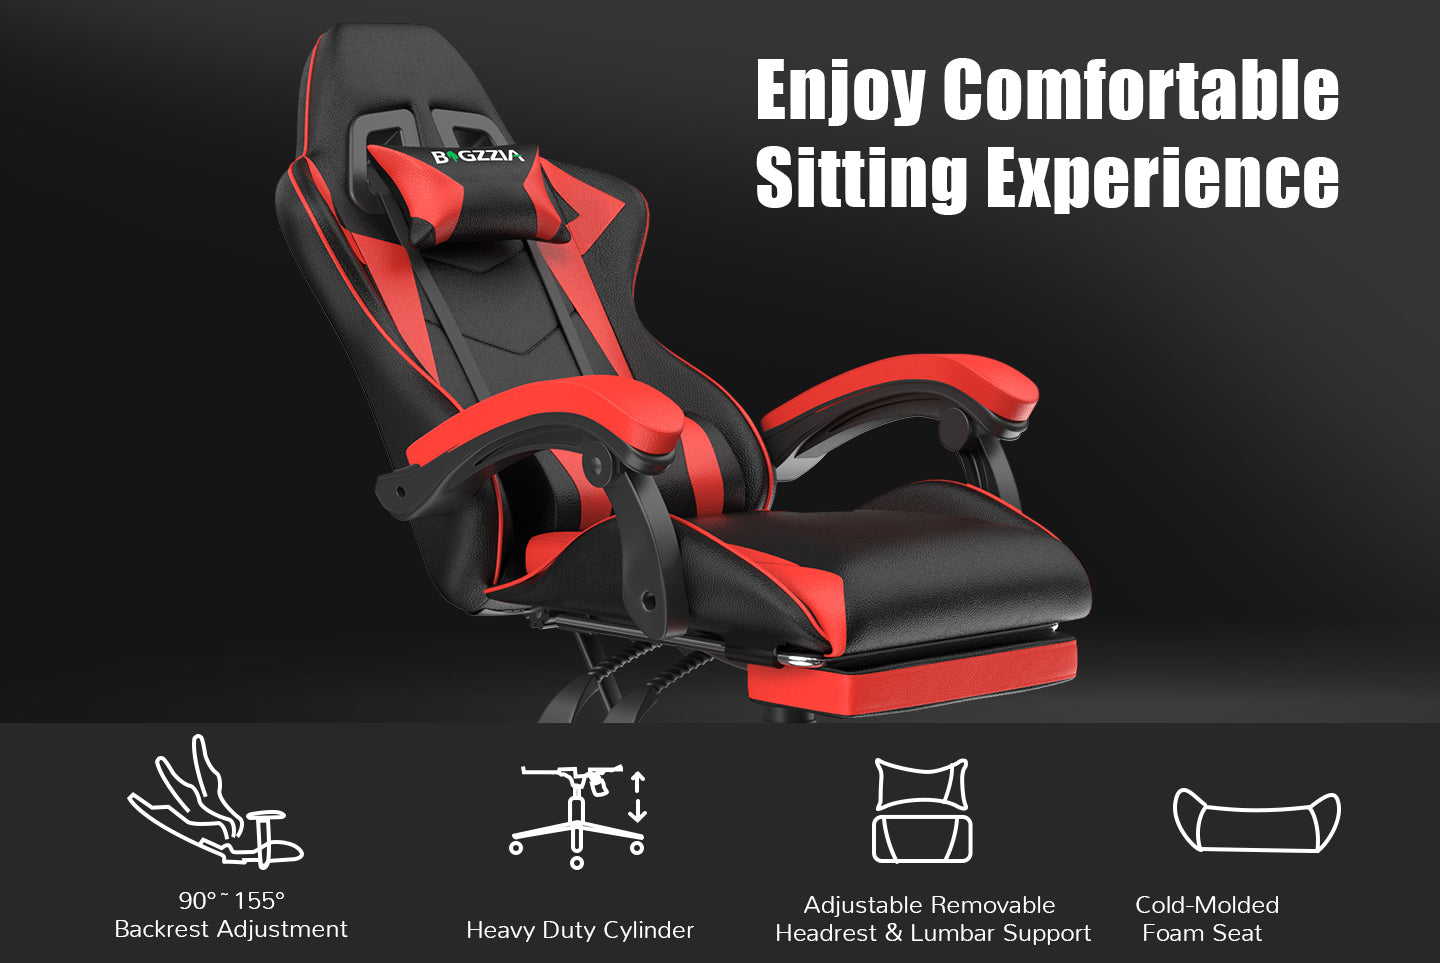 Enjoy Comfortable
Sitting Experience
BIGZZIA
90°~155°
Backrest Adjustment
Heavy Duty Cylinder
Adjustable Removable
Headrest & Lumbar Support
Cold-Molded
Foam Seat